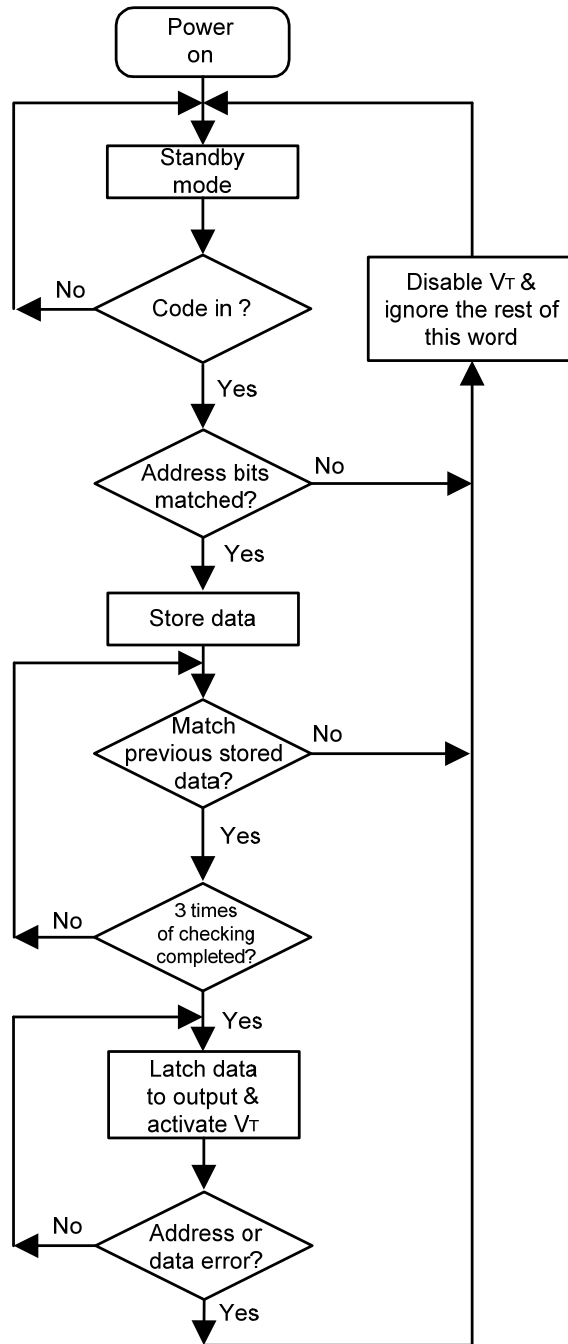 Power
on
Standby
mode
No
Code in ?
Disable VT &
ignore the rest of
this word
Yes
Address bits
matched?
No
Yes
Store data
Match
previous stored
data?
No
Yes
No
3 times
of checking
completed?
Yes
Latch data
to output &
activate VT
No
Address or
data error?
Yes